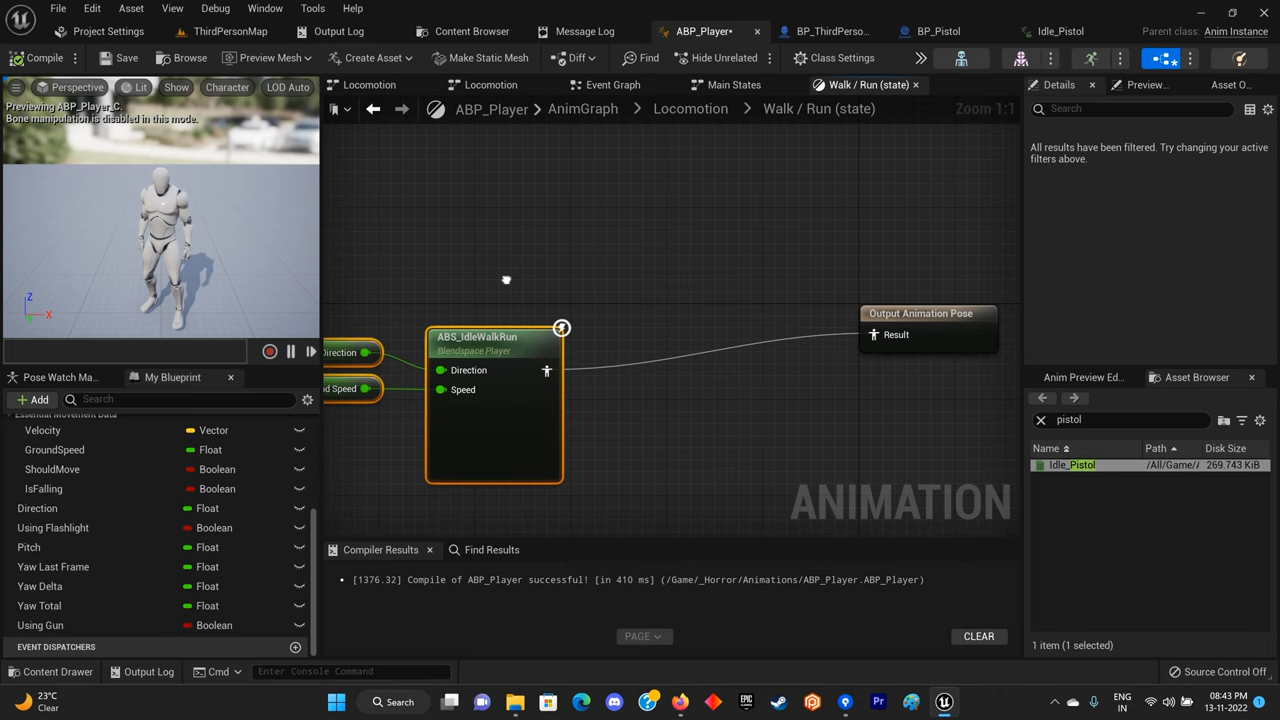 File Edit Asset View Debug Window Tools Help
Project Settings ThirdPersonMap Output Log Content Browser Message Log ABP_Player• BP_ThirdPerso... BP_Pistol Idle_Pistol Parent class: Anim Instance
Compile Save Browse Preview Mesh Create Asset Make Static Mesh Diff Find Hide Unrelated Class Settings
Perspective Lit Show Character LOD Auto
Previewing ABP_Player_C.
Bone manipulation is disabled in this mode.
Z
X
Locomotion Locomotion Event Graph Main States Walk / Run (state)
ABP_Player AnimGraph Locomotion Walk / Run (state) Zoom 1:1
Details Preview... Asset O...
Search
All results have been filtered. Try changing your active
filters above.
Direction
nd Speed
ABS_IdleWalkRun
Blendspace Player
Direction
Speed
Output Animation Pose
Result
ANIMATION
Pose Watch Ma... My Blueprint
Add Search
Essential Movement Data
Velocity Vector
GroundSpeed Float
ShouldMove Boolean
IsFalling Boolean
Direction Float
Using Flashlight Boolean
Pitch Float
Yaw Last Frame Float
Yaw Delta Float
Yaw Total Float
Using Gun Boolean
EVENT DISPATCHERS
Compiler Results Find Results
• [1376.32] Compile of ABP_Player successful! [in 410 ms] (/Game/_Horror/Animations/ABP_Player.ABP_Player)
PAGE CLEAR
Anim Preview Ed... Asset Browser
pistol
Name Path Disk Size
Idle_Pistol /All/Game/A 269.743 KiB
1 item (1 selected)
Content Drawer Output Log Cmd Enter Console Command Source Control Off
23°C
Clear
Search
Pr
EPIC
GAMES
ENG
IN
08:43 PM
13-11-2022